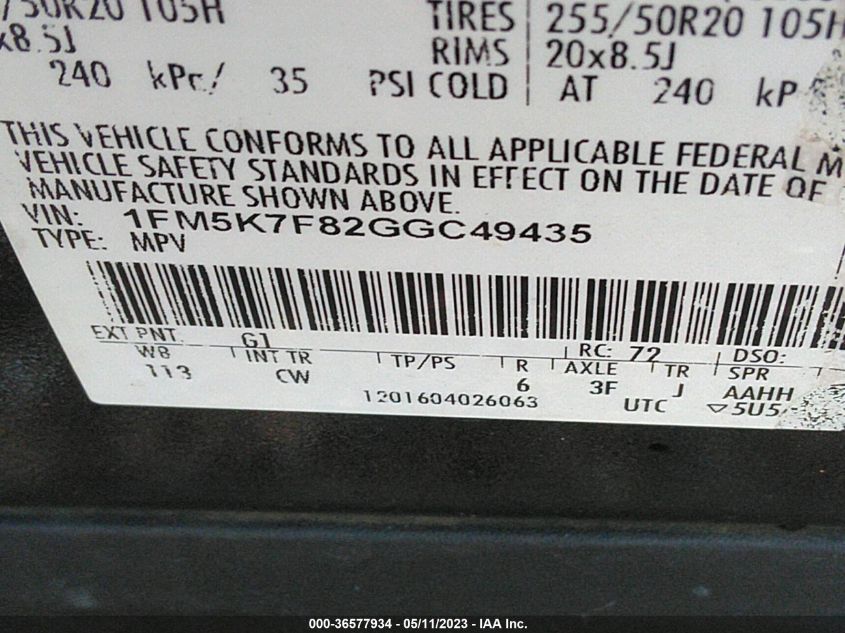 /50R20 105H TIRES 255/50R20 105H
x8.5J RIMS 20x8.5J
240 kPa/ 35 PSI COLD AT 240 kP
THIS VEHICLE CONFORMS TO ALL APPLICABLE FEDERAL M
VEHICLE SAFETY STANDARDS IN EFFECT ON THE DATE OF
MANUFACTURE SHOWN ABOVE.
VIN: 1FM5K7F82GGC49435
TYPE: MPV
EXT PNT: G1 RC: 72 DSO:
WB INT TR TP/PS R AXLE TR SPR
113 CW 6 3F J AAHH
1201604026063 UTC ▽5U5
000-36577934 - 05/11/2023 - IAA Inc.